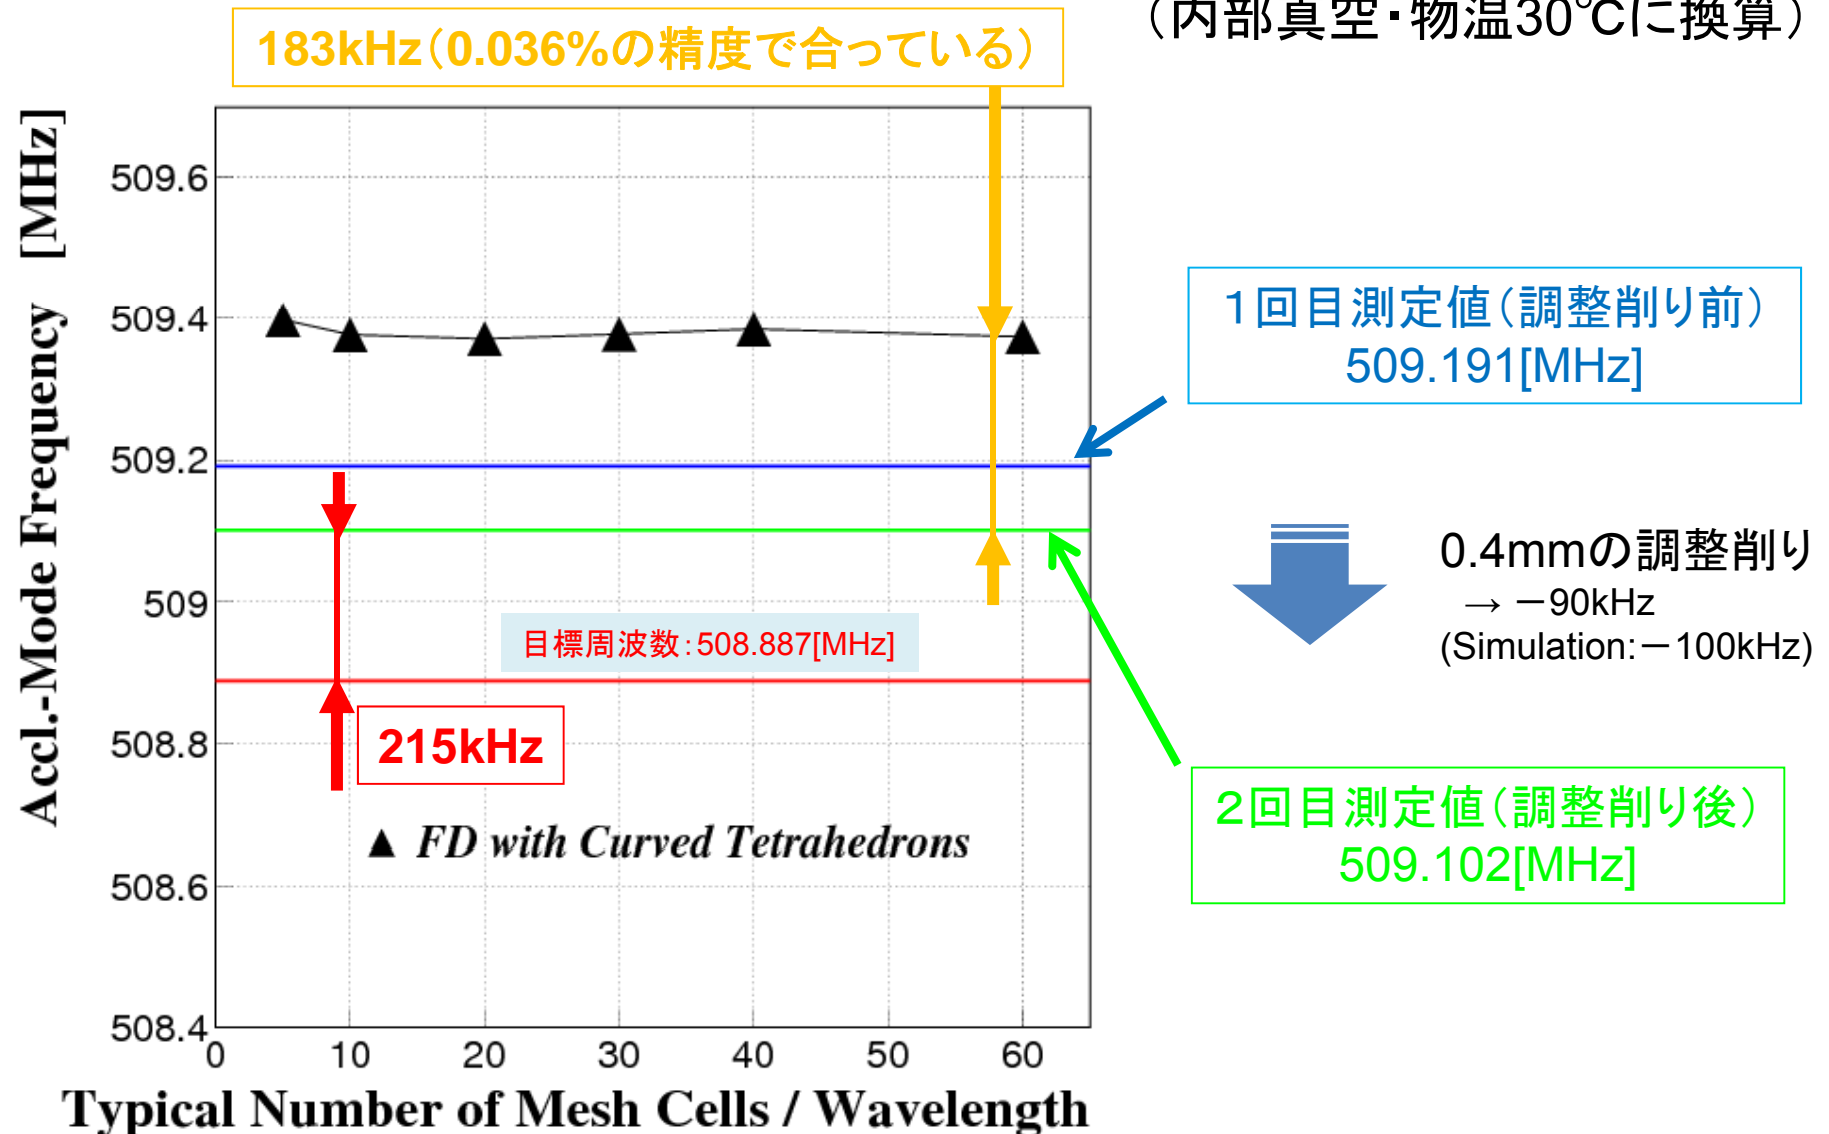 （内部真空・物温30℃に換算）
183kHz（0.036%の精度で合っている）
Accl.-Mode Frequency [MHz]
509.6
509.4
509.2
509
508.8
508.6
508.4
0 10 20 30 40 50 60
Typical Number of Mesh Cells / Wavelength
目標周波数：508.887[MHz]
215kHz
▲ FD with Curved Tetrahedrons
１回目測定値（調整削り前）
509.191[MHz]
0.4mmの調整削り
→ －90kHz
(Simulation:－100kHz)
２回目測定値（調整削り後）
509.102[MHz]